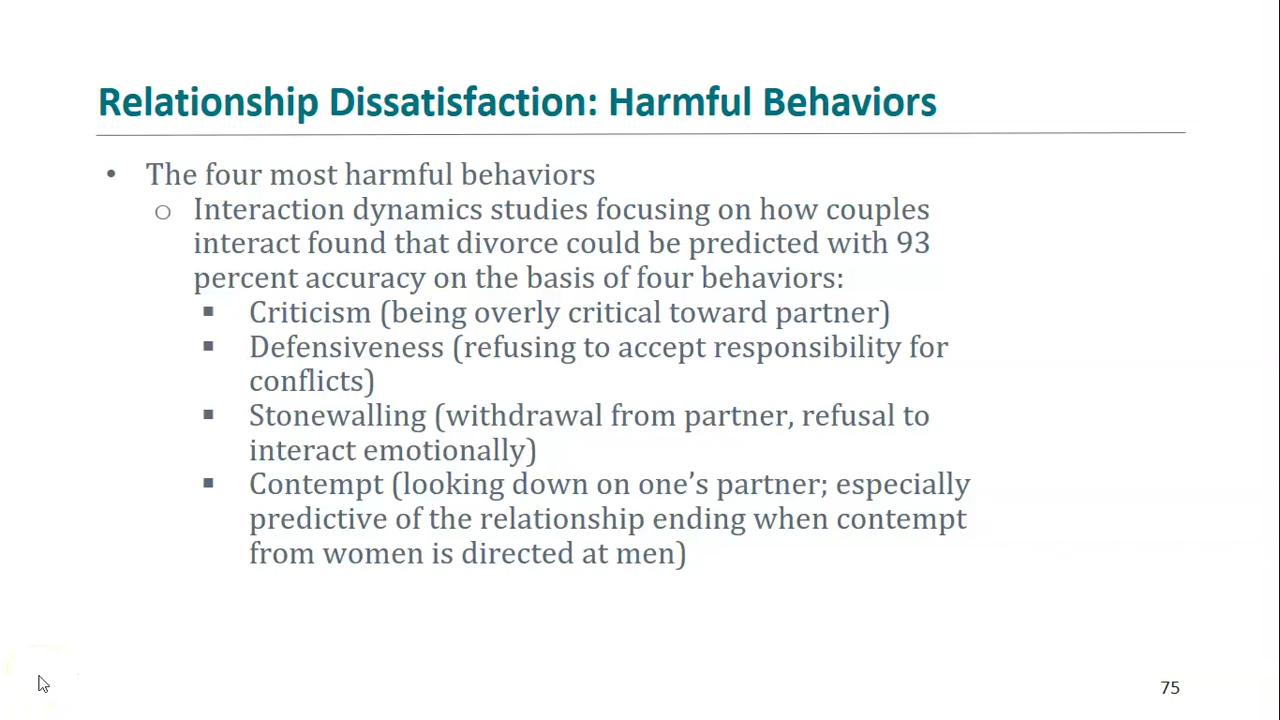 Relationship Dissatisfaction: Harmful Behaviors
• The four most harmful behaviors
○ Interaction dynamics studies focusing on how couples
interact found that divorce could be predicted with 93
percent accuracy on the basis of four behaviors:
▪ Criticism (being overly critical toward partner)
▪ Defensiveness (refusing to accept responsibility for
conflicts)
▪ Stonewalling (withdrawal from partner, refusal to
interact emotionally)
▪ Contempt (looking down on one’s partner; especially
predictive of the relationship ending when contempt
from women is directed at men)
75